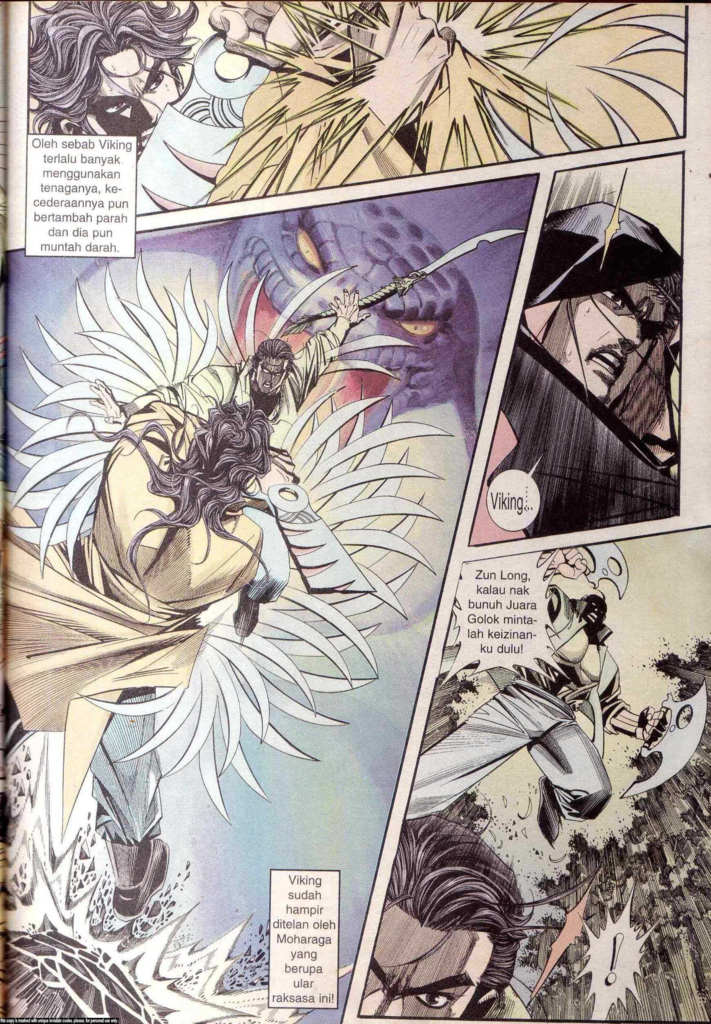 Oleh sebab Viking
terlalu banyak
menggunakan
tenaganya, ke-
cederaannya pun
bertambah parah
dan dia pun
muntah darah.
Viking...
Zun Long,
kalau nak
bunuh Juara
Golok minta-
lah keizinan-
ku dulu!
Viking
sudah
hampir
ditelan oleh
Moharaga
yang
berupa
ular
raksasa ini!
!